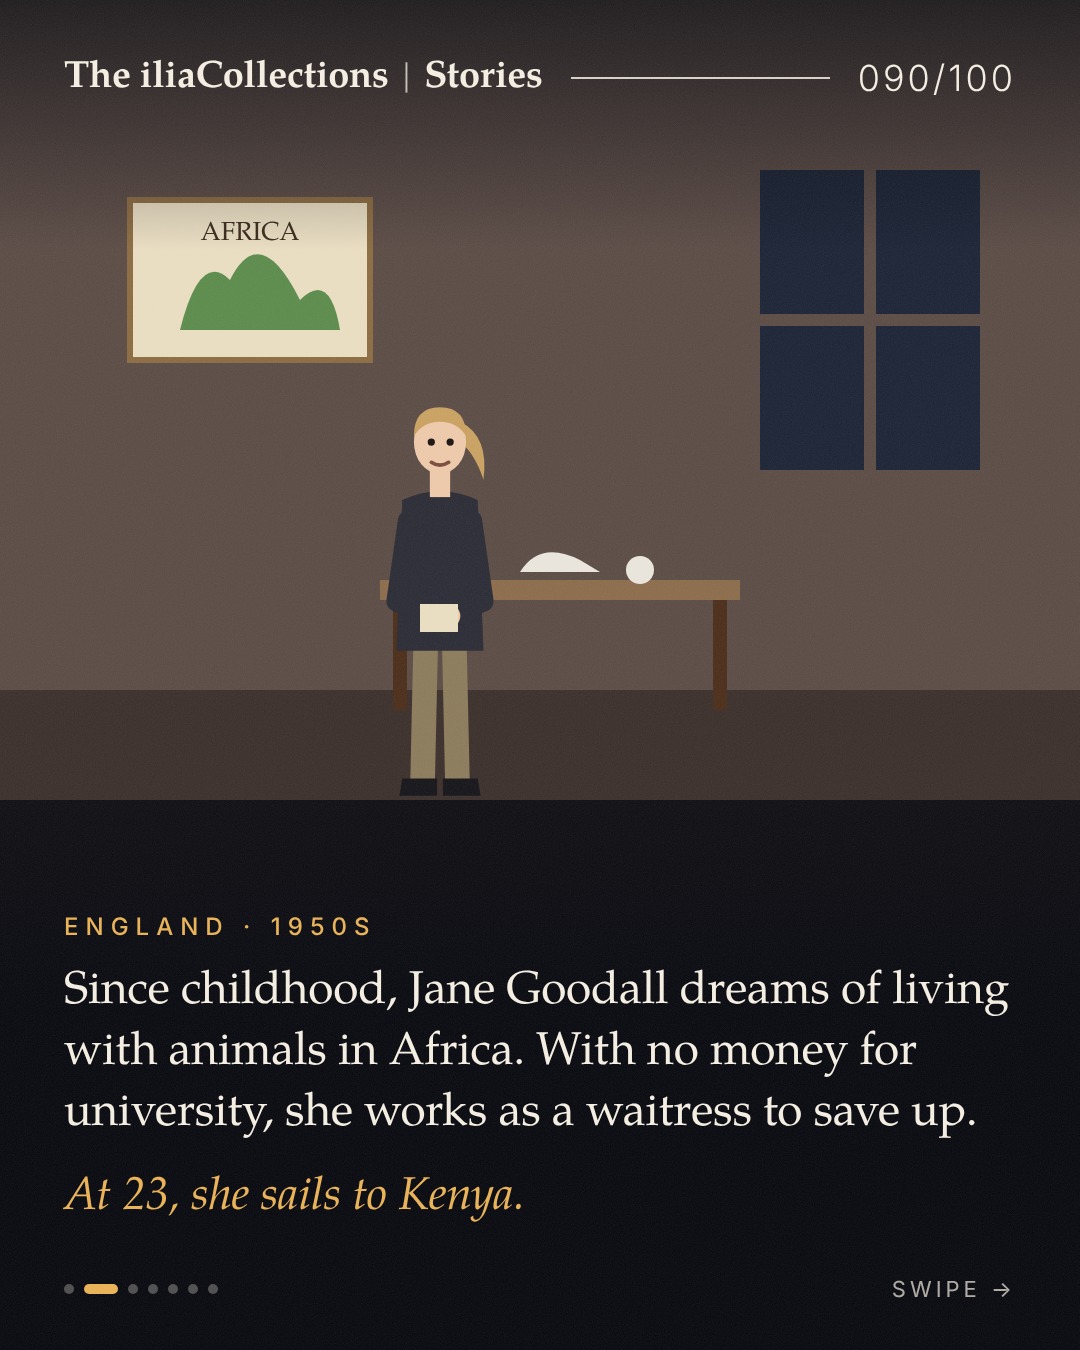 The iliaCollections | Stories 090/100
AFRICA
ENGLAND · 1950S
Since childhood, Jane Goodall dreams of living
with animals in Africa. With no money for
university, she works as a waitress to save up.
At 23, she sails to Kenya.
SWIPE →